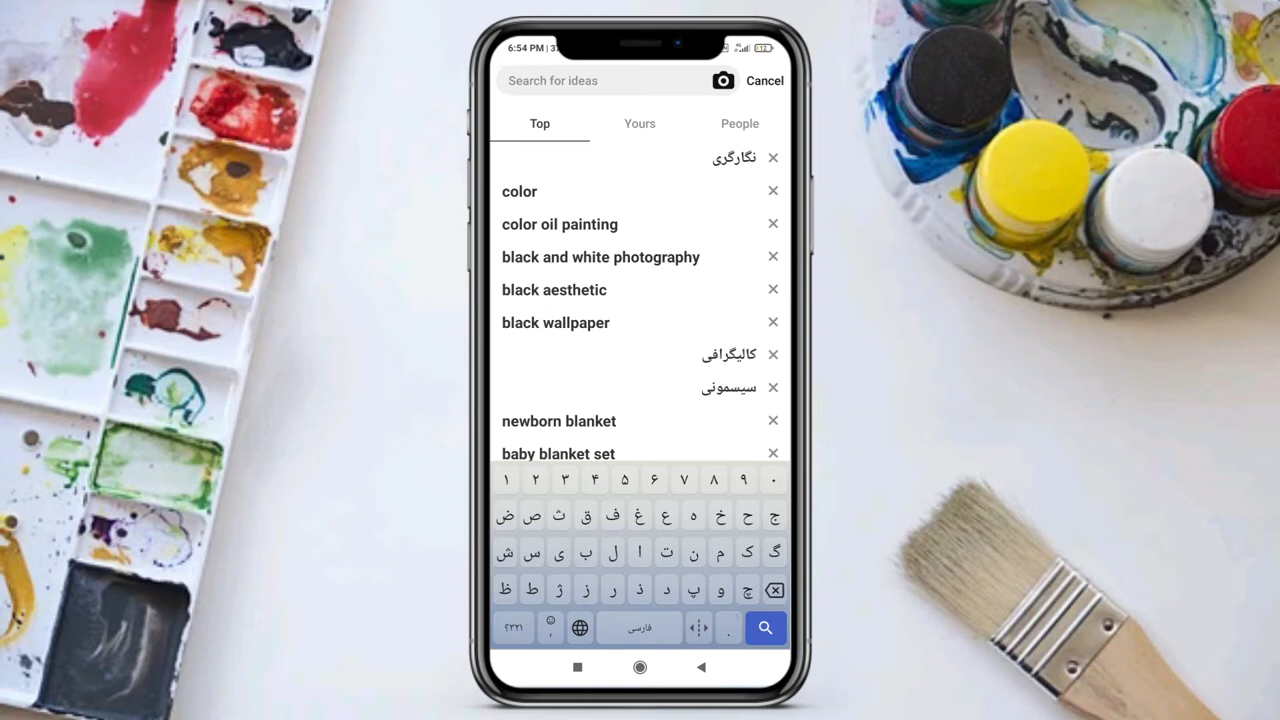 6:54 PM | 3
Search for ideas
Cancel
Top Yours People
نگارگری
color
color oil painting
black and white photography
black aesthetic
black wallpaper
کالیگرافی
سیسمونی
newborn blanket
baby blanket set
۱ ۲ ۳ ۴ ۵ ۶ ۷ ۸ ۹ ۰
ض ص ث ق ف غ ع ه خ ح ج
ش س ی ب ل ا ت ن م ک گ
ظ ط ژ ز ر ذ د پ و چ
؟۳۲۱ ، فارسی .